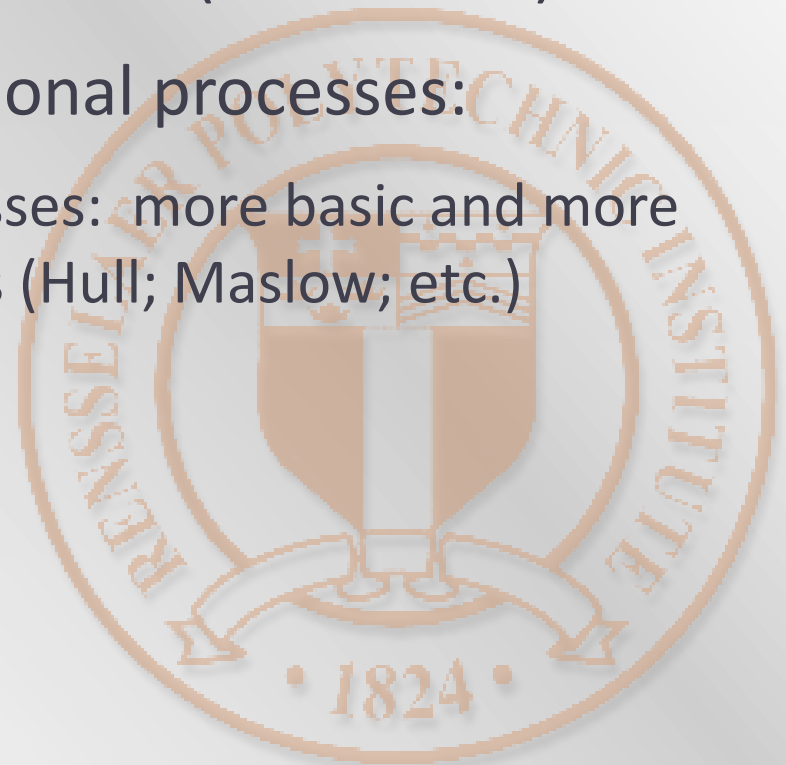 onal processes:
sses: more basic and more
s (Hull; Maslow; etc.)
RENSSELAER POLYTECHNIC INSTITUTE
• 1824 •